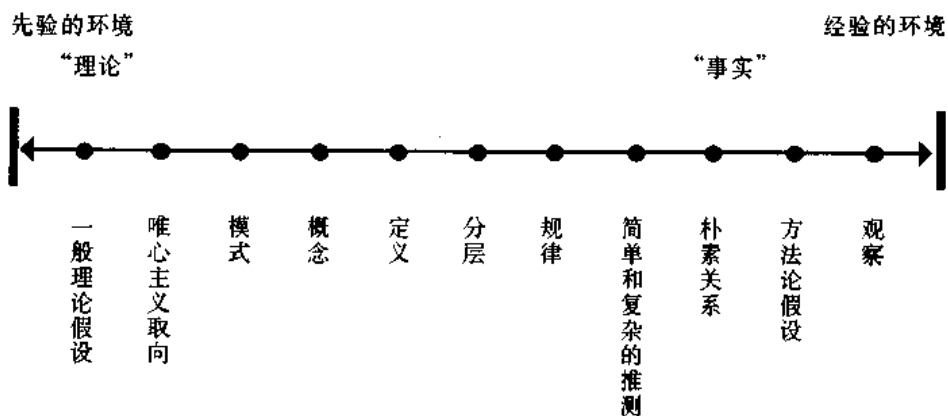 先验的环境
经验的环境
“理论”
“事实”
一般理论假设
唯心主义取向
模式
概念
定义
分层
规律
简单和复杂的推测
朴素关系
方法论假设
观察